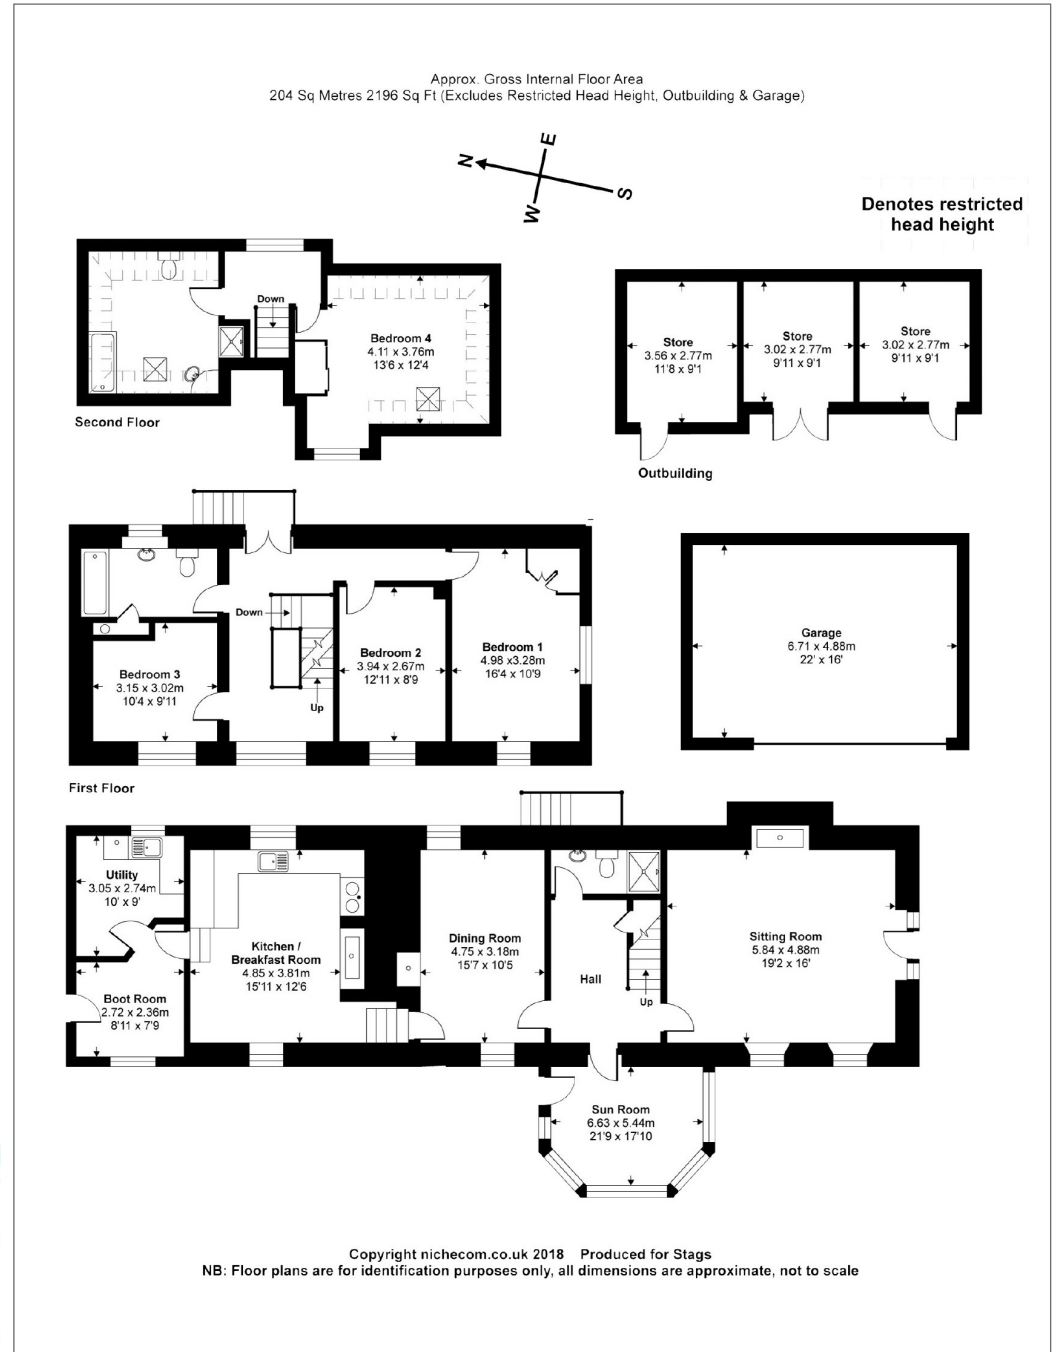 Approx. Gross Internal Floor Area
204 Sq Metres 2196 Sq Ft (Excludes Restricted Head Height, Outbuilding & Garage)
N
E
S
W
Denotes restricted
head height
Down
Bedroom 4
4.11 x 3.76m
13'6 x 12'4
Second Floor
Store
3.56 x 2.77m
11'8 x 9'1
Store
3.02 x 2.77m
9'11 x 9'1
Store
3.02 x 2.77m
9'11 x 9'1
Outbuilding
Down
Up
Bedroom 3
3.15 x 3.02m
10'4 x 9'11
Bedroom 2
3.94 x 2.67m
12'11 x 8'9
Bedroom 1
4.98 x3.28m
16'4 x 10'9
First Floor
Garage
6.71 x 4.88m
22' x 16'
Utility
3.05 x 2.74m
10' x 9'
Boot Room
2.72 x 2.36m
8'11 x 7'9
Kitchen /
Breakfast Room
4.85 x 3.81m
15'11 x 12'6
Dining Room
4.75 x 3.18m
15'7 x 10'5
Hall
Up
Sitting Room
5.84 x 4.88m
19'2 x 16'
Sun Room
6.63 x 5.44m
21'9 x 17'10
Copyright nichecom.co.uk 2018 Produced for Stags
NB: Floor plans are for identification purposes only, all dimensions are approximate, not to scale